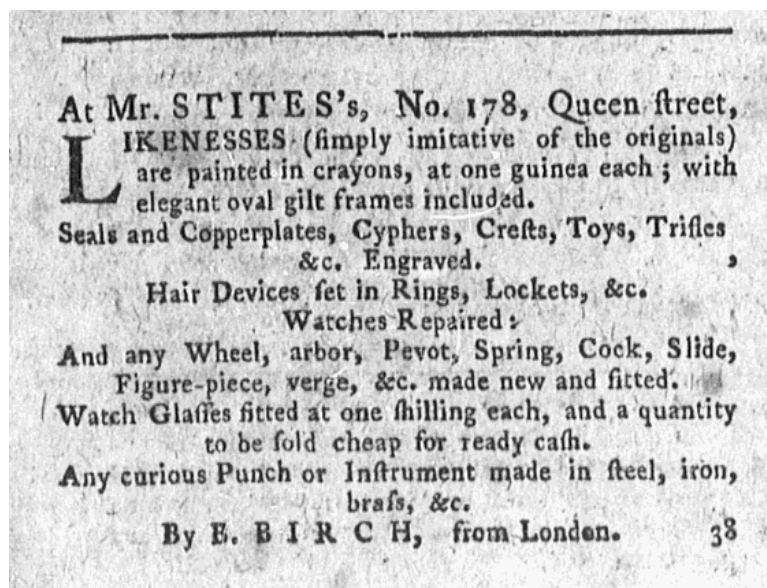 At Mr. STITES's, No. 178, Queen ſtreet,
LIKENESSES (ſimply imitative of the originals)
are painted in crayons, at one guinea each ; with
elegant oval gilt frames included.
Seals and Copperplates, Cyphers, Creſts, Toys, Trifles
&c. Engraved. ,
Hair Devices ſet in Rings, Lockets, &c.
Watches Repaired :
And any Wheel, arbor, Pevot, Spring, Cock, Slide,
Figure-piece, verge, &c. made new and fitted.
Watch Glaſſes fitted at one ſhilling each, and a quantity
to be ſold cheap for ready caſh.
Any curious Punch or Inſtrument made in ſteel, iron,
braſs, &c.
By E. BIRCH, from London. 38